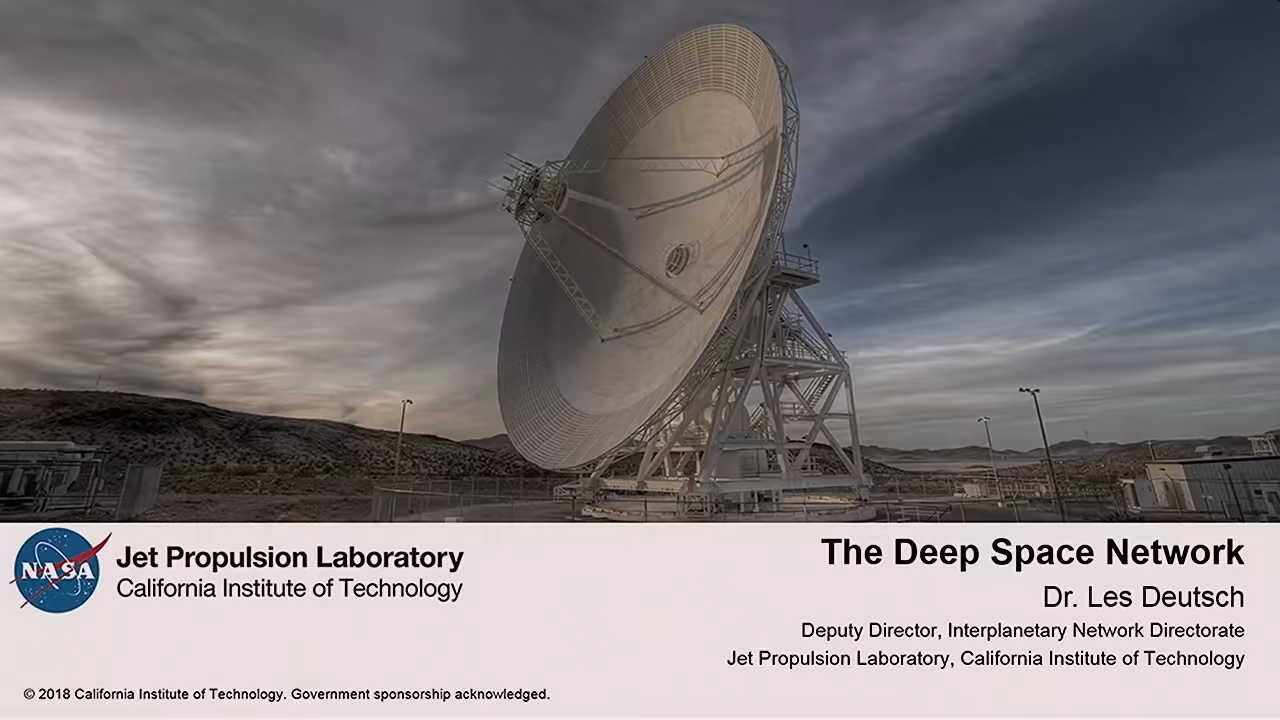 NASA
Jet Propulsion Laboratory
California Institute of Technology
The Deep Space Network
Dr. Les Deutsch
Deputy Director, Interplanetary Network Directorate
Jet Propulsion Laboratory, California Institute of Technology
© 2018 California Institute of Technology. Government sponsorship acknowledged.